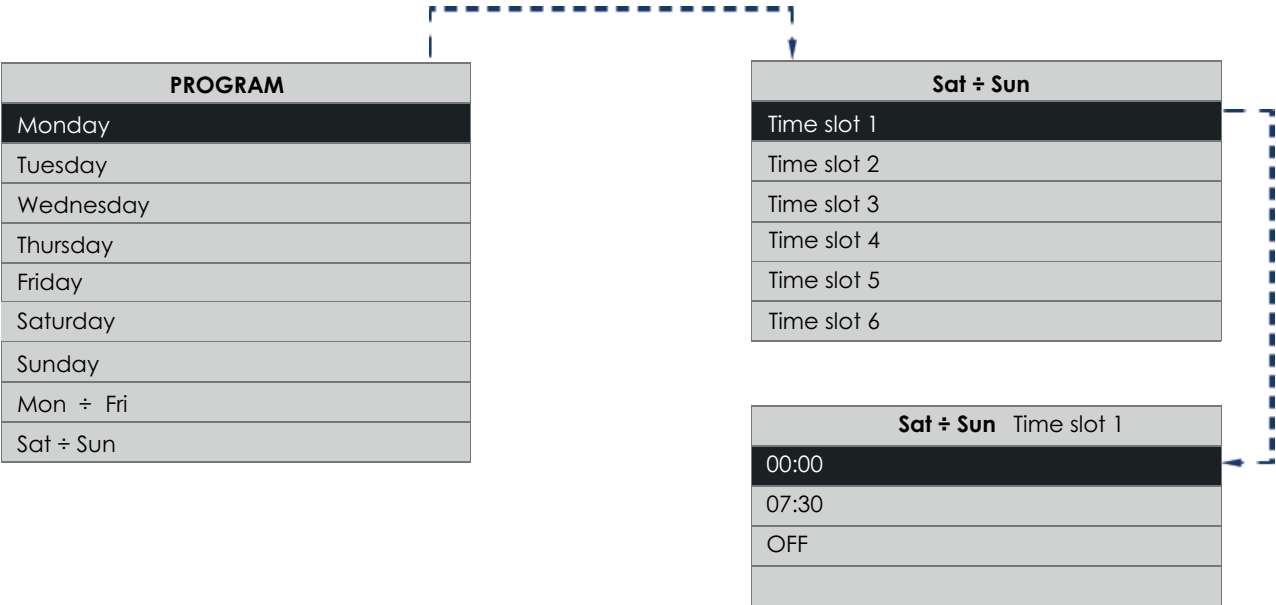 PROGRAM
Monday
Tuesday
Wednesday
Thursday
Friday
Saturday
Sunday
Mon ÷ Fri
Sat ÷ Sun
Sat ÷ Sun
Time slot 1
Time slot 2
Time slot 3
Time slot 4
Time slot 5
Time slot 6
Sat ÷ Sun Time slot 1
00:00
07:30
OFF